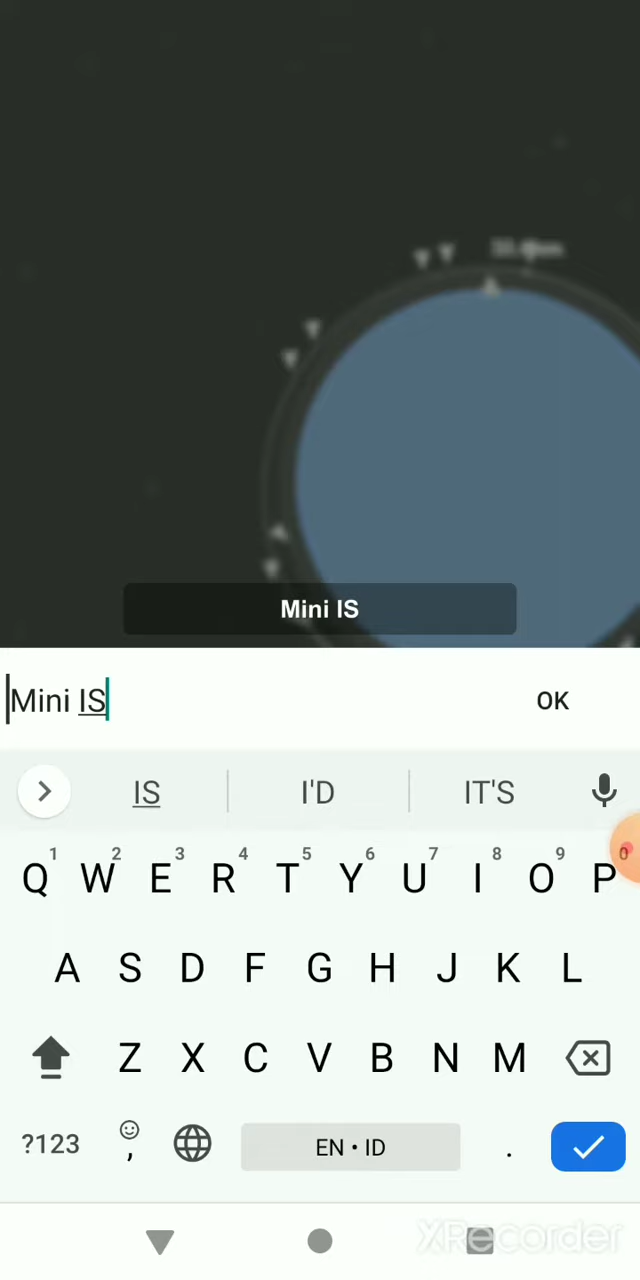 Mini IS
Mini IS
OK
IS
I'D
IT'S
1 2 3 4 5 6 7 8 9 0
Q W E R T Y U I O P
A S D F G H J K L
Z X C V B N M
?123
,
EN • ID
.
XRecorder